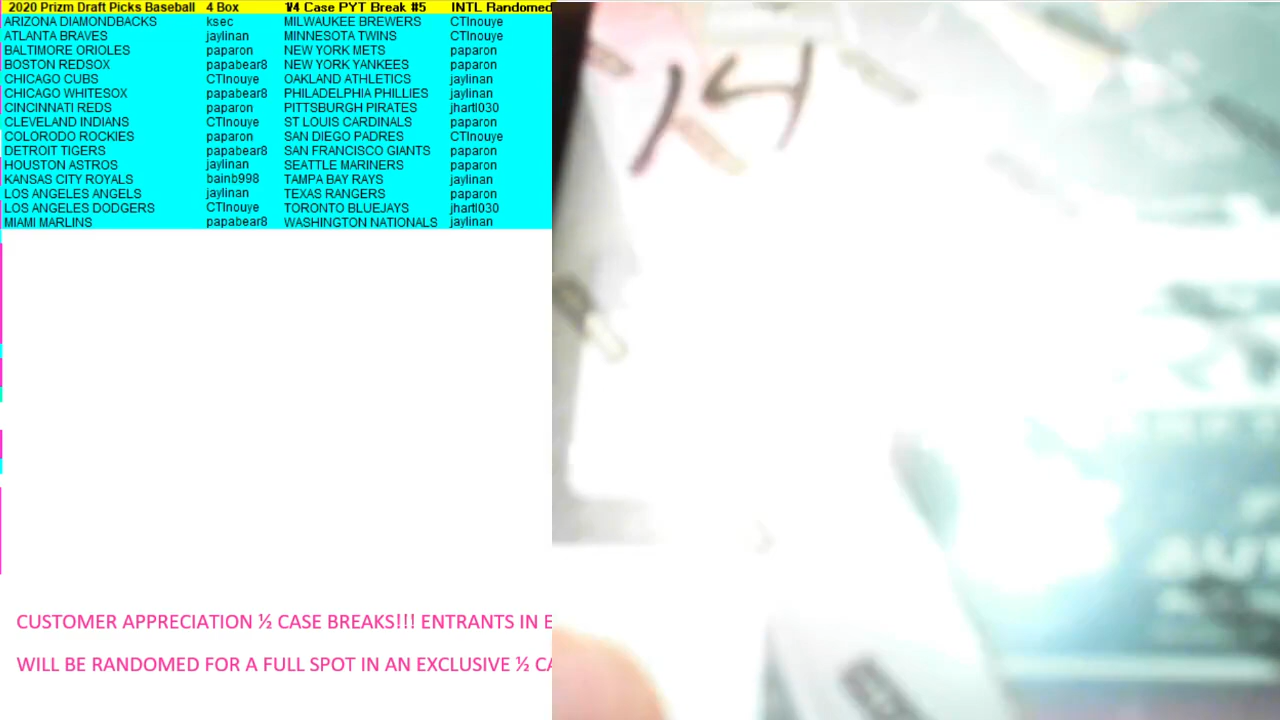 2020 Prizm Draft Picks Baseball 4 Box 1/4 Case PYT Break #5 INTL Randomed
ARIZONA DIAMONDBACKS ksec MILWAUKEE BREWERS CTInouye
ATLANTA BRAVES jaylinan MINNESOTA TWINS CTInouye
BALTIMORE ORIOLES paparon NEW YORK METS paparon
BOSTON REDSOX papabear8 NEW YORK YANKEES paparon
CHICAGO CUBS CTInouye OAKLAND ATHLETICS jaylinan
CHICAGO WHITESOX papabear8 PHILADELPHIA PHILLIES jaylinan
CINCINNATI REDS paparon PITTSBURGH PIRATES jhartl030
CLEVELAND INDIANS CTInouye ST LOUIS CARDINALS paparon
COLORODO ROCKIES paparon SAN DIEGO PADRES CTInouye
DETROIT TIGERS papabear8 SAN FRANCISCO GIANTS paparon
HOUSTON ASTROS jaylinan SEATTLE MARINERS paparon
KANSAS CITY ROYALS bainb998 TAMPA BAY RAYS jaylinan
LOS ANGELES ANGELS jaylinan TEXAS RANGERS paparon
LOS ANGELES DODGERS CTInouye TORONTO BLUEJAYS jhartl030
MIAMI MARLINS papabear8 WASHINGTON NATIONALS jaylinan
14
CUSTOMER APPRECIATION ½ CASE BREAKS!!! ENTRANTS IN E
WILL BE RANDOMED FOR A FULL SPOT IN AN EXCLUSIVE ½ CA